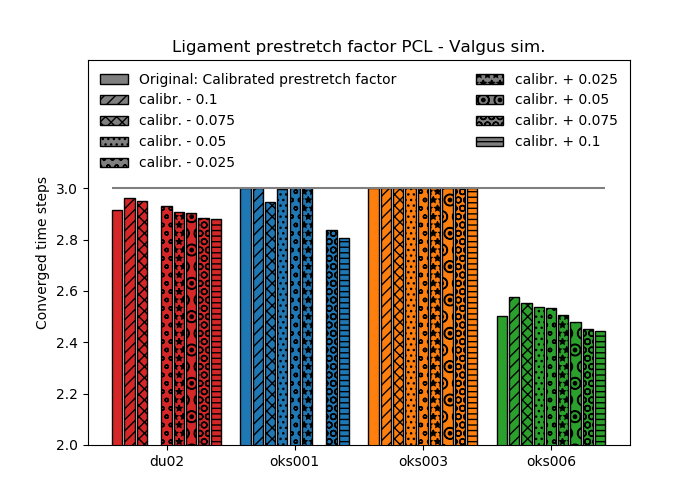 Ligament prestretch factor PCL - Valgus sim.
Original: Calibrated prestretch factor
calibr. - 0.1
calibr. - 0.075
calibr. - 0.05
calibr. - 0.025
calibr. + 0.025
calibr. + 0.05
calibr. + 0.075
calibr. + 0.1
Converged time steps
3.0
2.8
2.6
2.4
2.2
2.0
du02
oks001
oks003
oks006